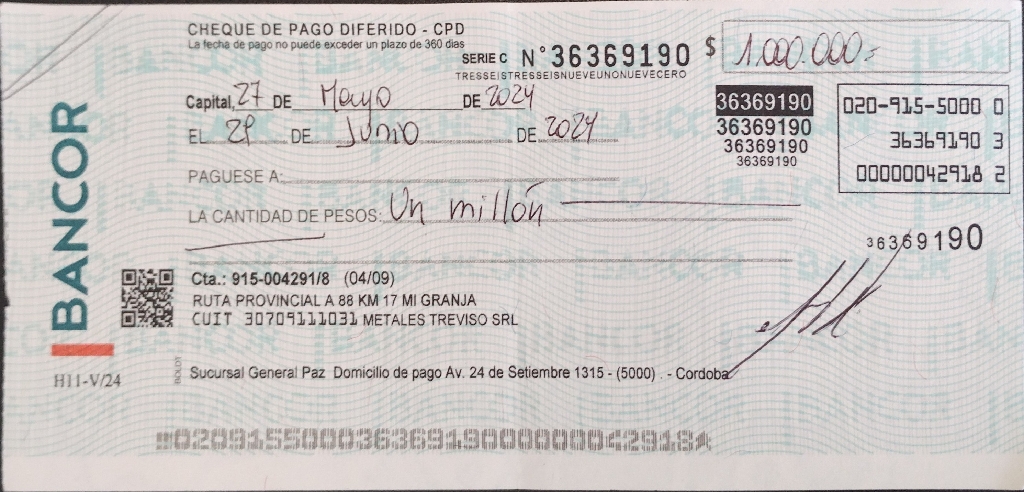 CHEQUE DE PAGO DIFERIDO - CPD
La fecha de pago no puede exceder un plazo de 360 dias
SERIE C N° 36369190 $ 1.000.000.=
TRESSEISTRESSEISNUEVEUNONUEVECERO
Capital, 27 DE Mayo DE 2024
EL 29 DE Junio DE 2024
36369190
36369190
36369190
36369190
020-915-5000 0
36369190 3
00000042918 2
PAGUESE A:
LA CANTIDAD DE PESOS: Un millón
36369190
BANCOR
Cta.: 915-004291/8 (04/09)
RUTA PROVINCIAL A 88 KM 17 MI GRANJA
CUIT 30709111031 METALES TREVISO SRL
H11-V/24
Sucursal General Paz Domicilio de pago Av. 24 de Setiembre 1315 - (5000) . - Cordoba
02091550003636919000000042918